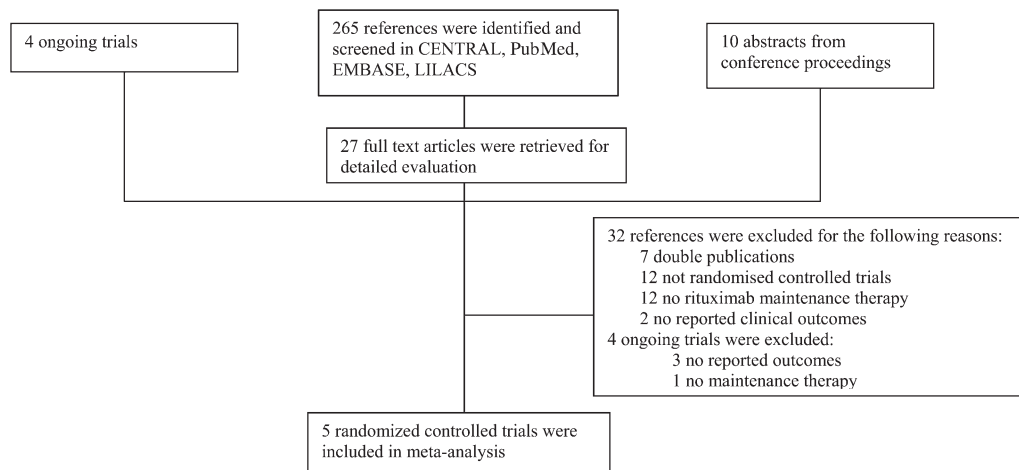 4 ongoing trials
265 references were identified and
screened in CENTRAL, PubMed,
EMBASE, LILACS
10 abstracts from
conference proceedings
27 full text articles were retrieved for
detailed evaluation
32 references were excluded for the following reasons:
7 double publications
12 not randomised controlled trials
12 no rituximab maintenance therapy
2 no reported clinical outcomes
4 ongoing trials were excluded:
3 no reported outcomes
1 no maintenance therapy
5 randomized controlled trials were
included in meta-analysis